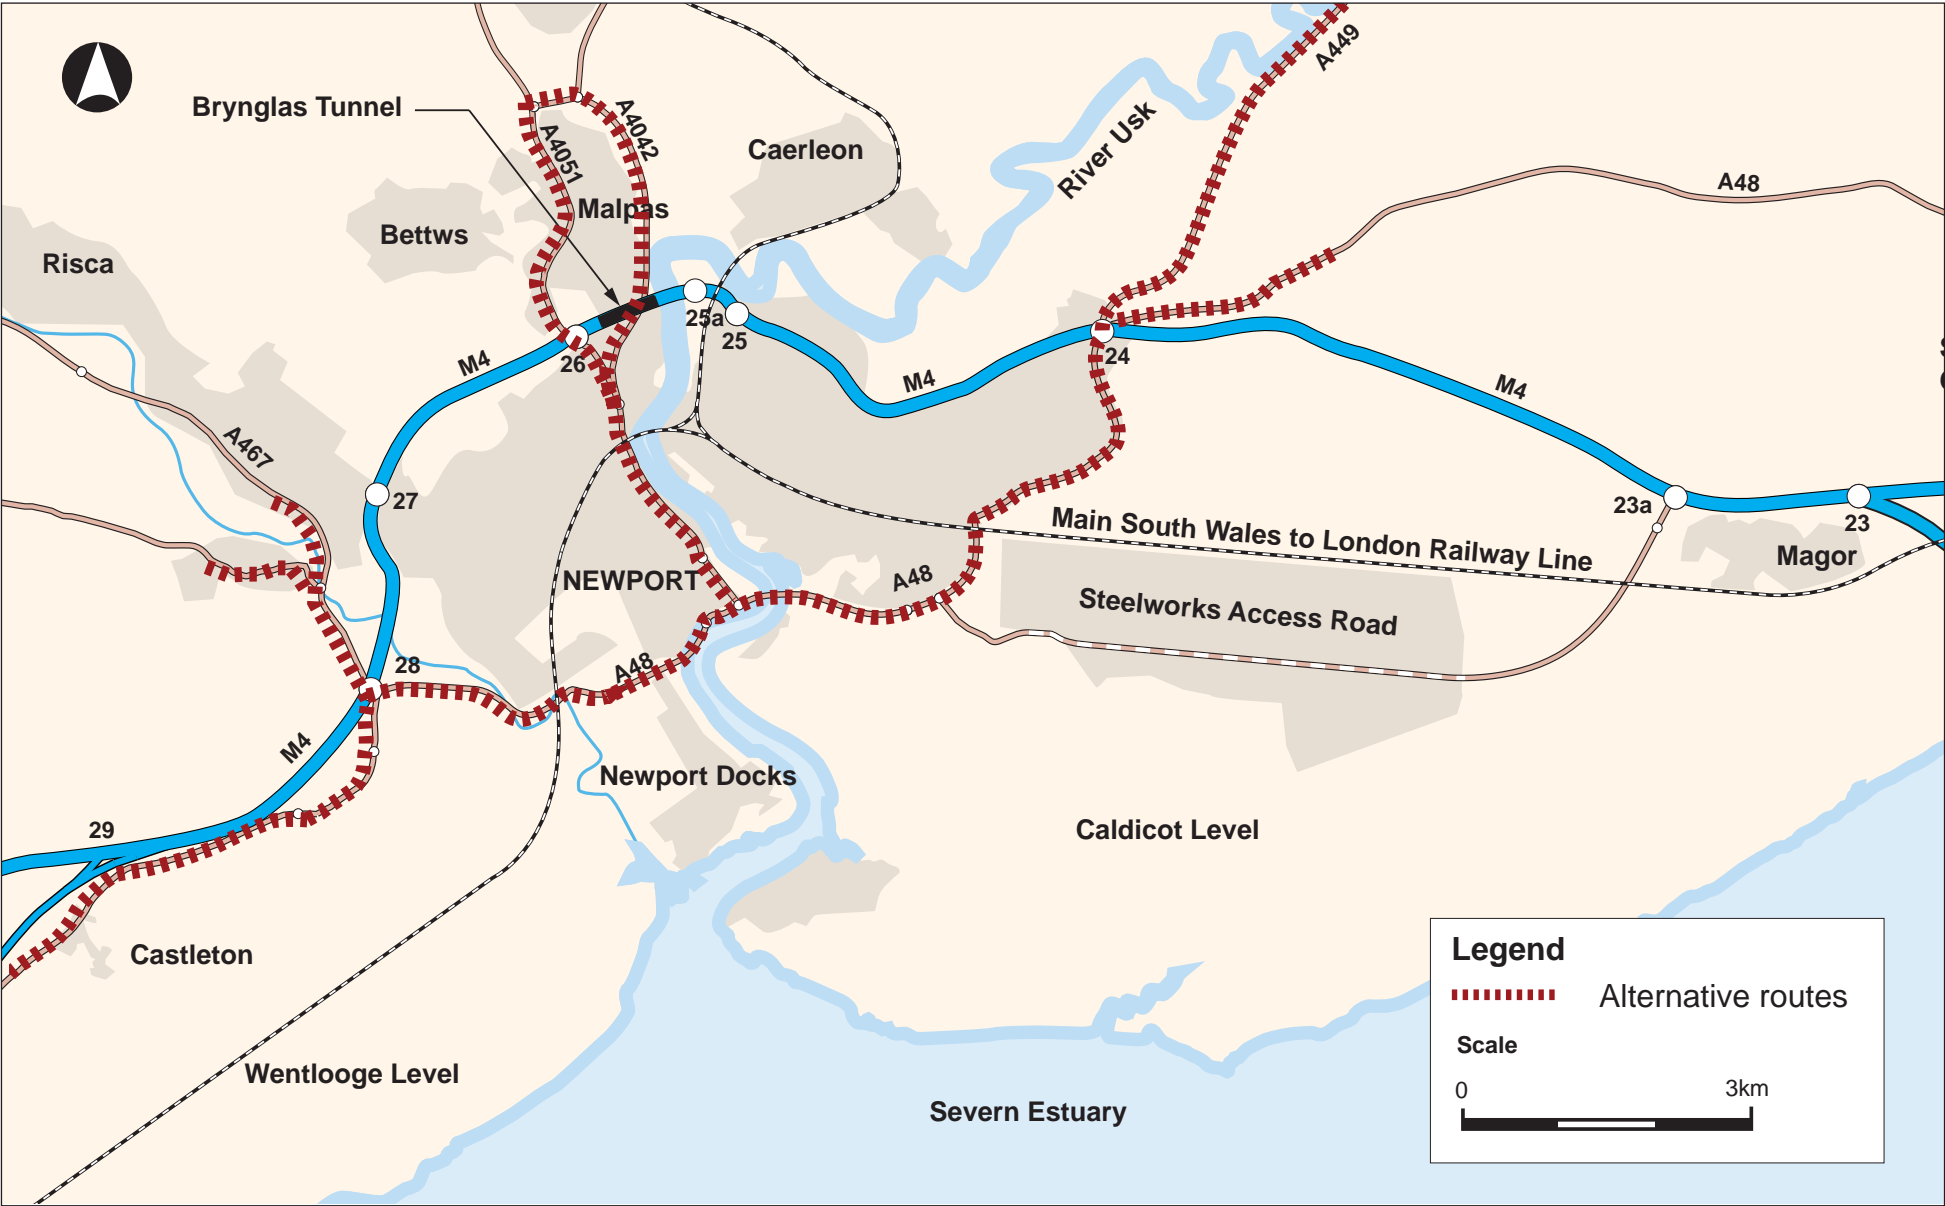 A449
Brynglas Tunnel
A4042
A4051
Caerleon
River Usk
A48
Malpas
Bettws
Risca
25a
25
26
24
M4
M4
M4
A467
27
23a
23
Main South Wales to London Railway Line
Magor
NEWPORT
A48
Steelworks Access Road
28
A48
M4
Newport Docks
29
Caldicot Level
Castleton
Legend
Alternative routes
Scale
0
3km
Wentlooge Level
Severn Estuary